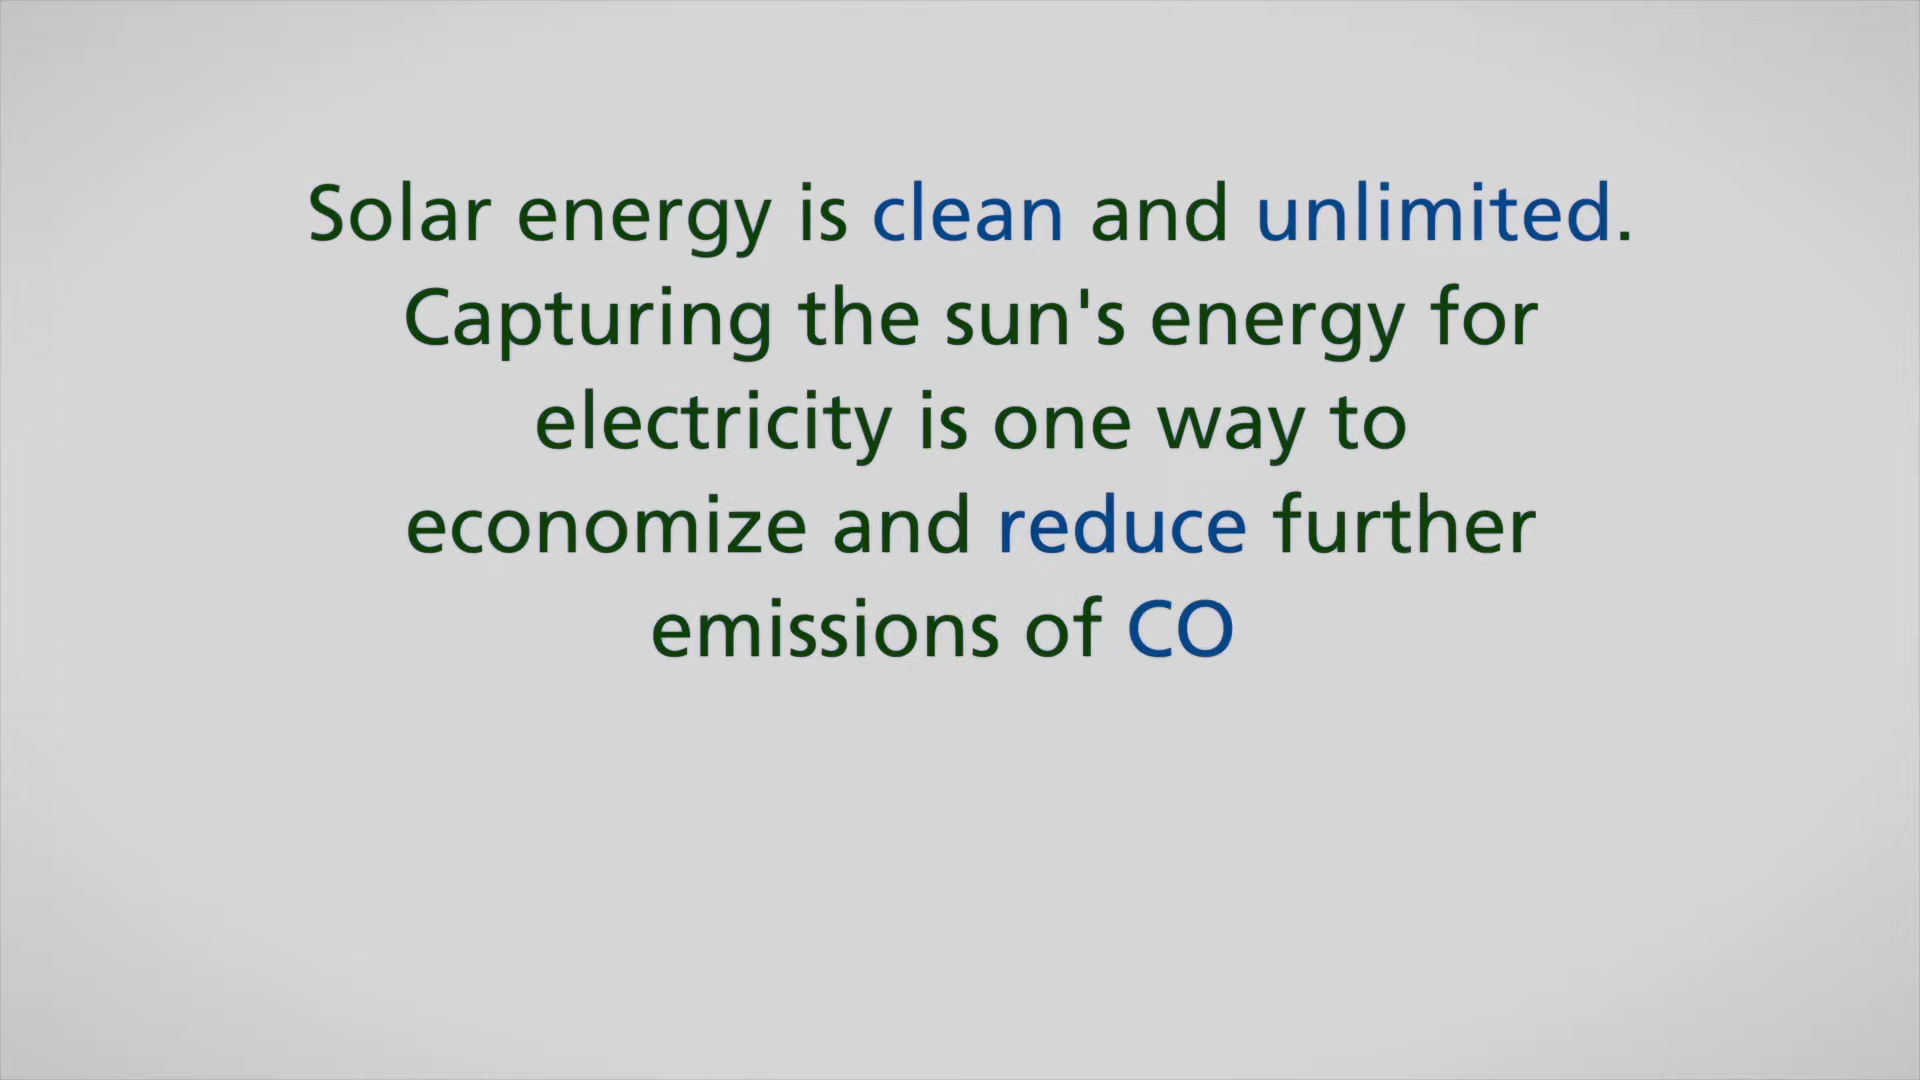 Solar energy is clean and unlimited.
Capturing the sun's energy for
electricity is one way to
economize and reduce further
emissions of CO